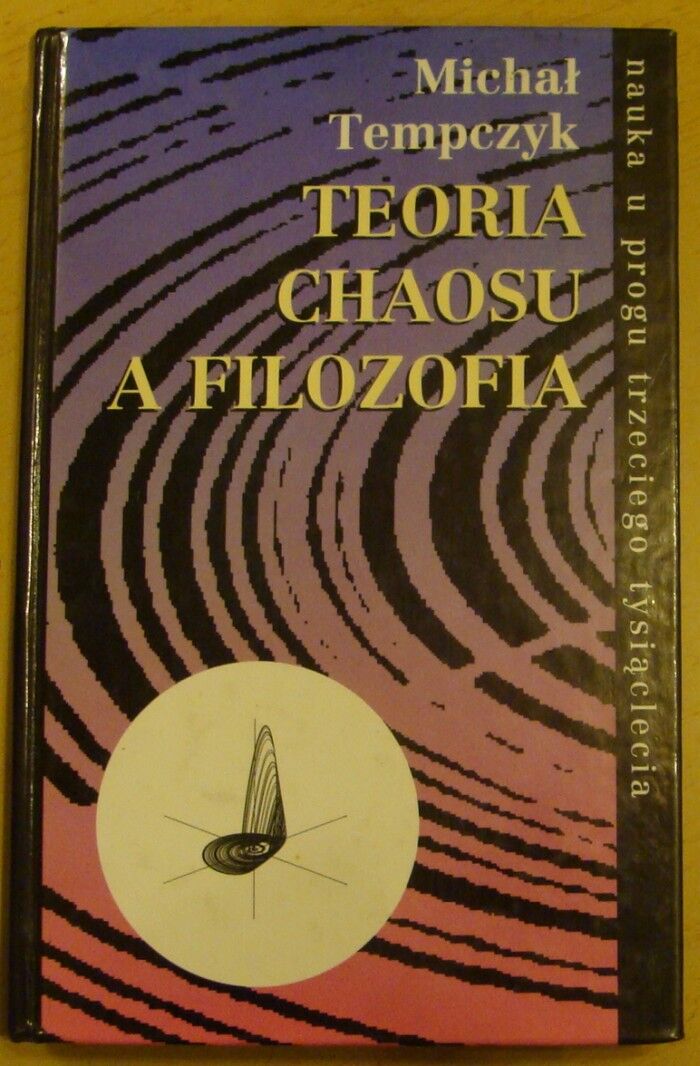 Michał
Tempczyk
TEORIA
CHAOSU
A FILOZOFIA
nauka u progu trzeciego tysiąclecia